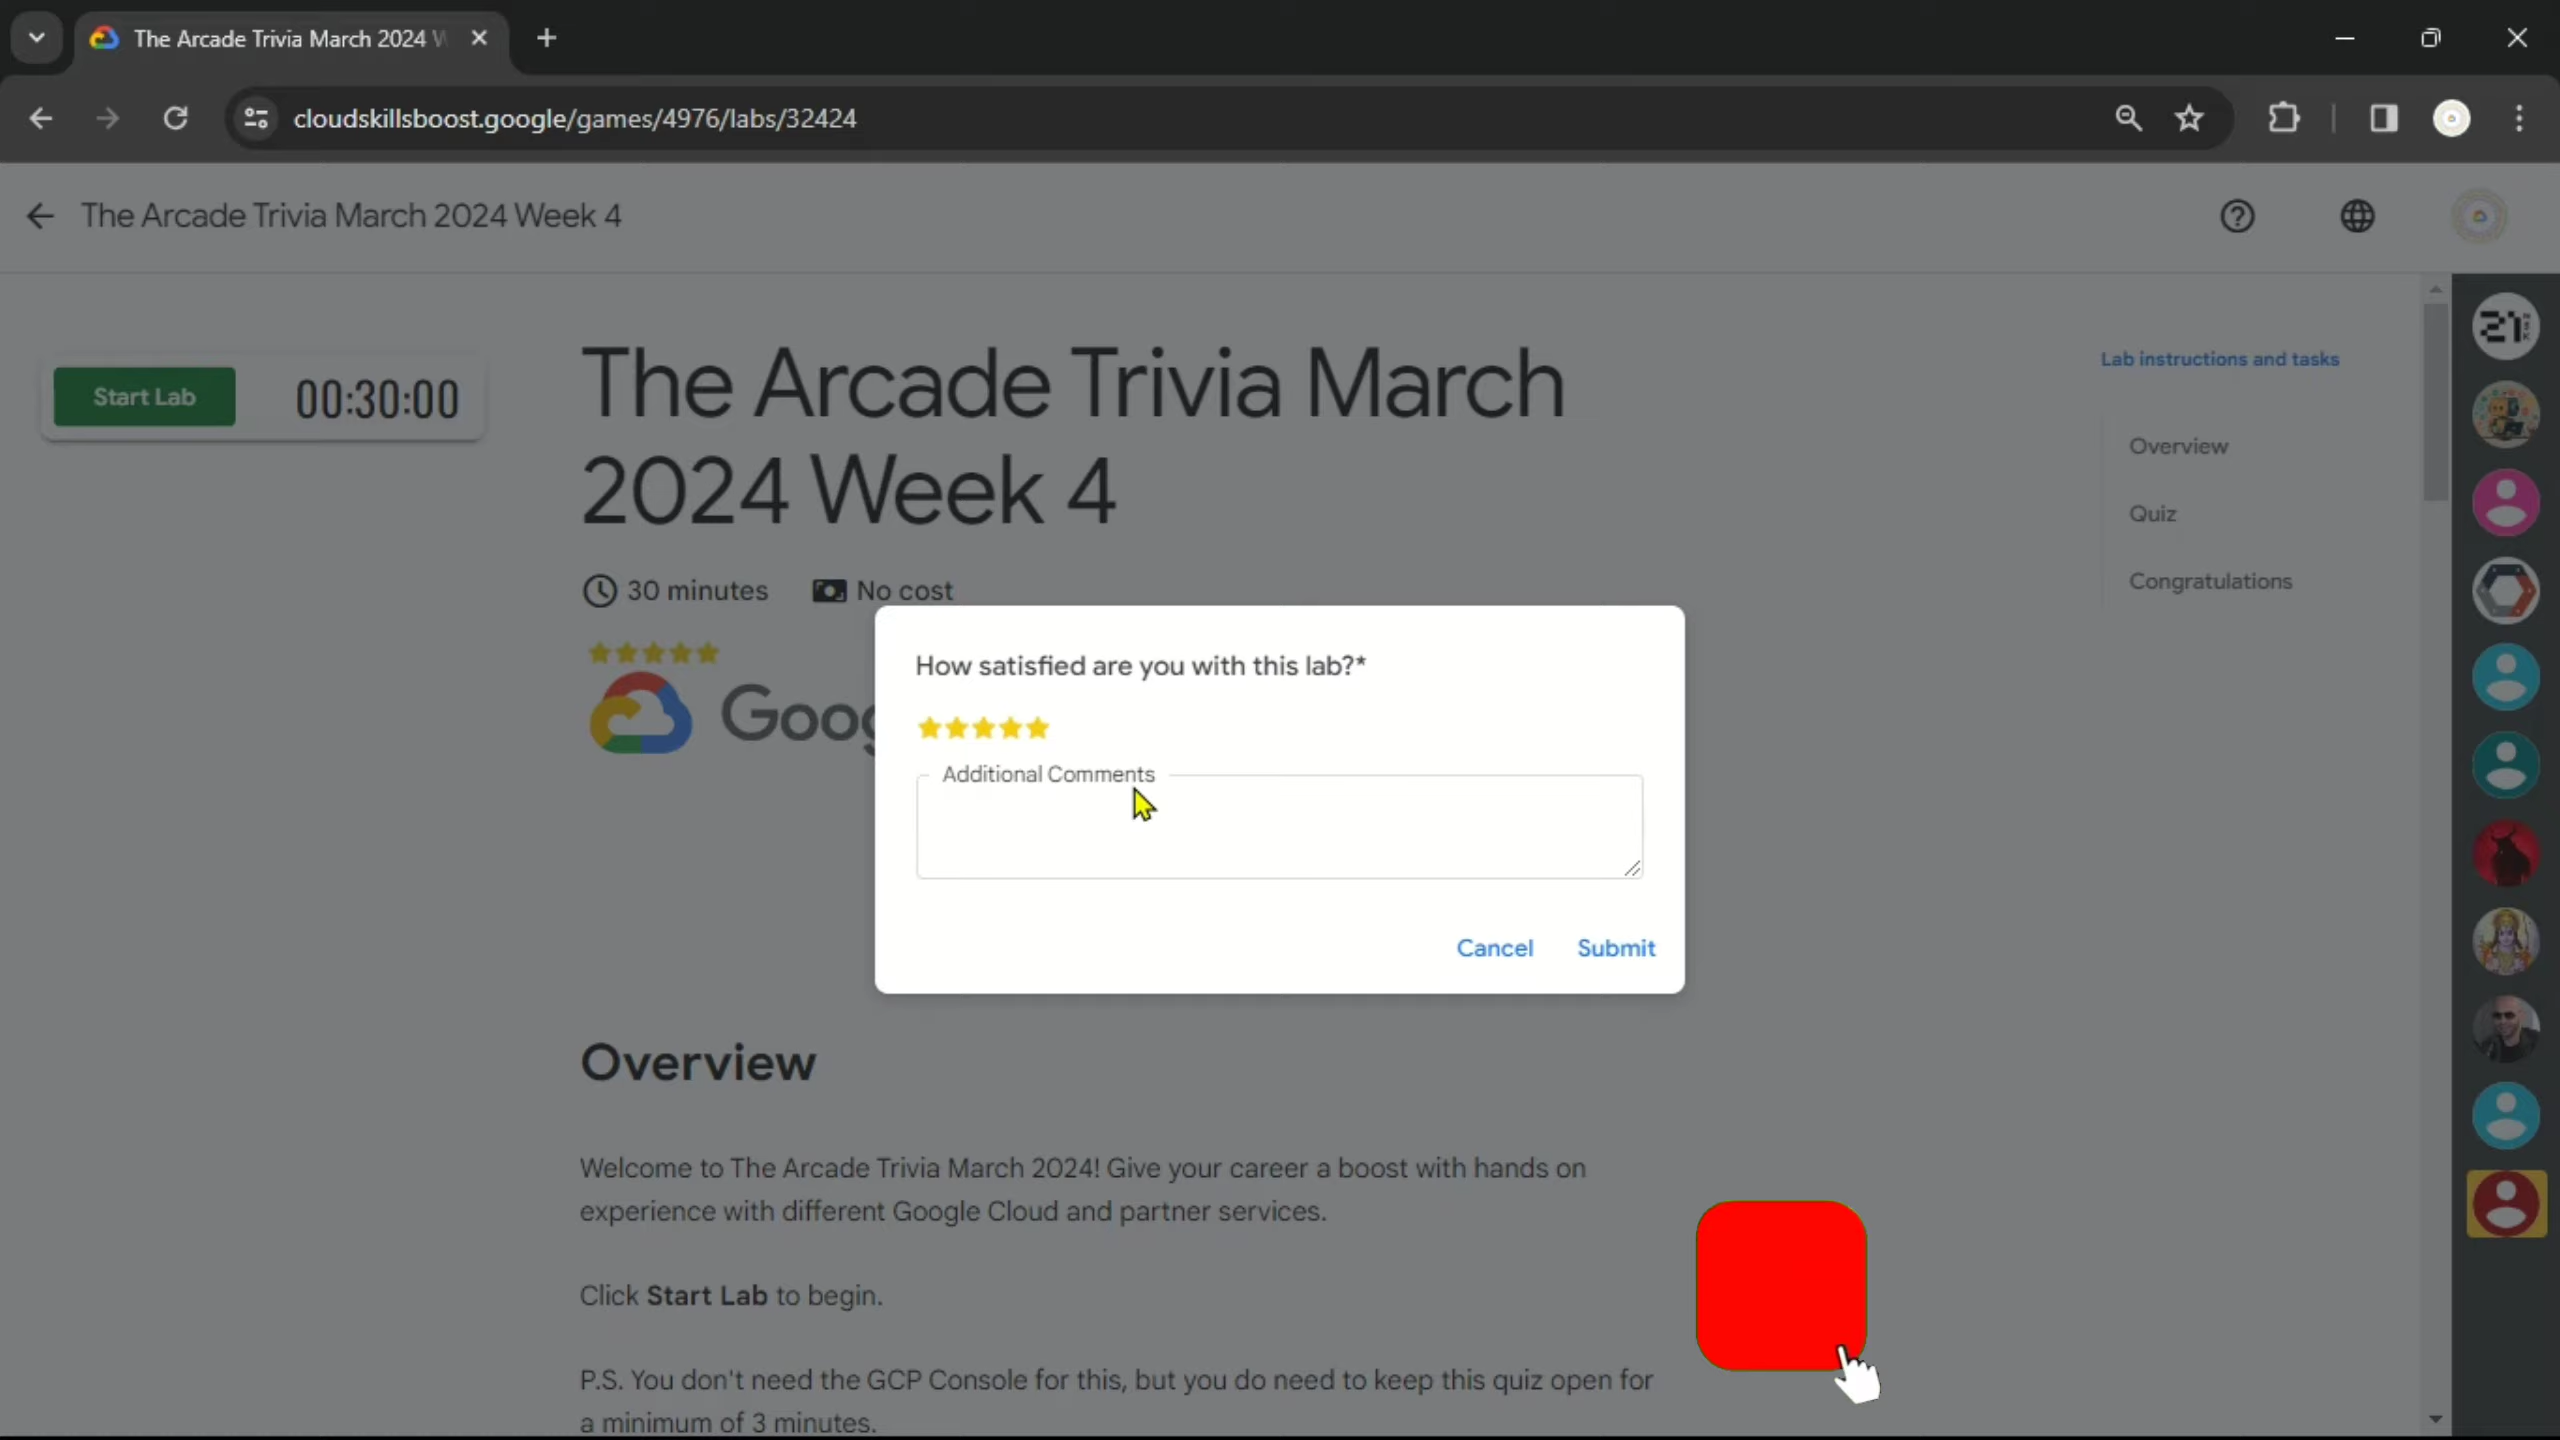 The Arcade Trivia March 2024 W
cloudskillsboost.google/games/4976/labs/32424
The Arcade Trivia March 2024 Week 4
Start Lab
00:30:00
The Arcade Trivia March
2024 Week 4
30 minutes
No cost
Goog
Lab instructions and tasks
Overview
Quiz
Congratulations
How satisfied are you with this lab?*
Additional Comments
Cancel
Submit
Overview
Welcome to The Arcade Trivia March 2024! Give your career a boost with hands on
experience with different Google Cloud and partner services.
Click Start Lab to begin.
P.S. You don't need the GCP Console for this, but you do need to keep this quiz open for
a minimum of 3 minutes.
21